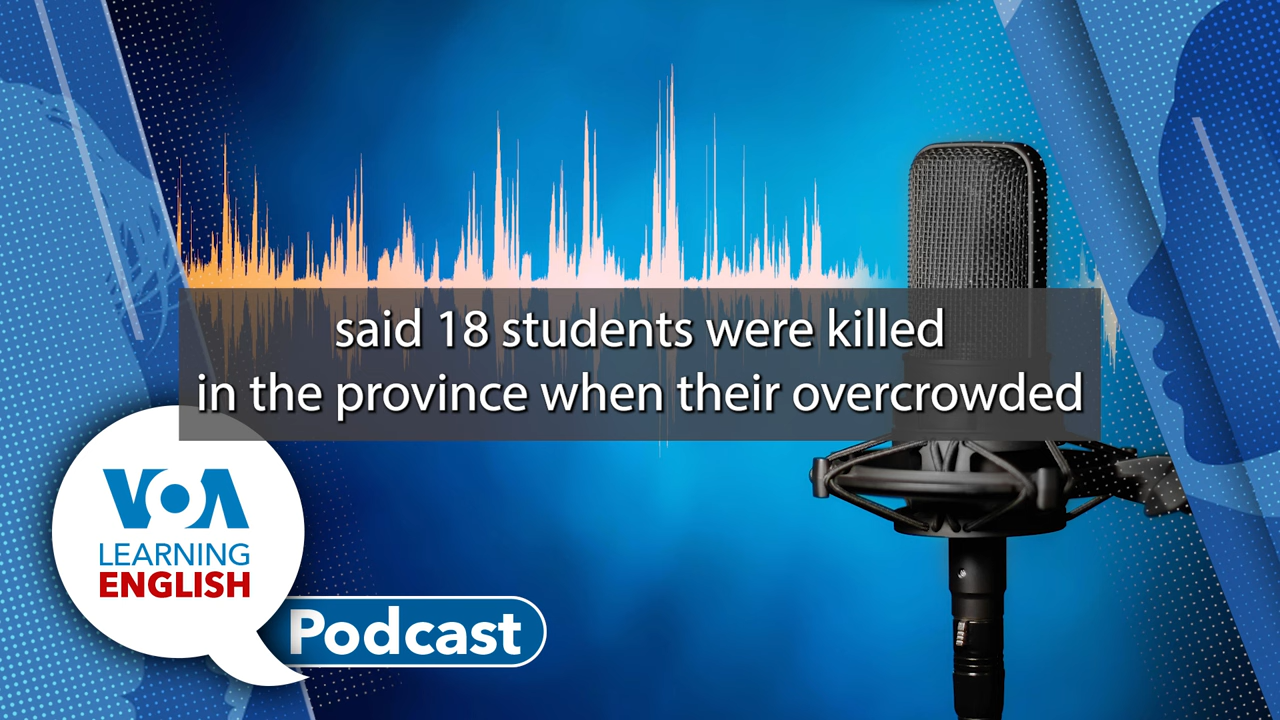 said 18 students were killed
in the province when their overcrowded
VOA
LEARNING
ENGLISH
Podcast